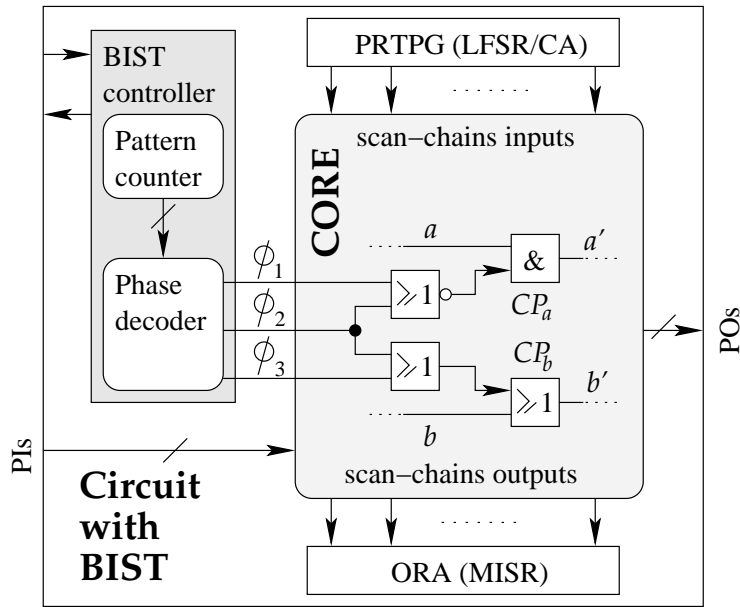 PRTPG (LFSR/CA)
BIST
controller
Pattern
counter
Phase
decoder
scan−chains inputs
CORE
ϕ1
ϕ2
ϕ3
a
a′
&
⩾1
CPa
⩾1
CPb
b′
⩾1
b
POs
PIs
scan−chains outputs
Circuit
with
BIST
ORA (MISR)